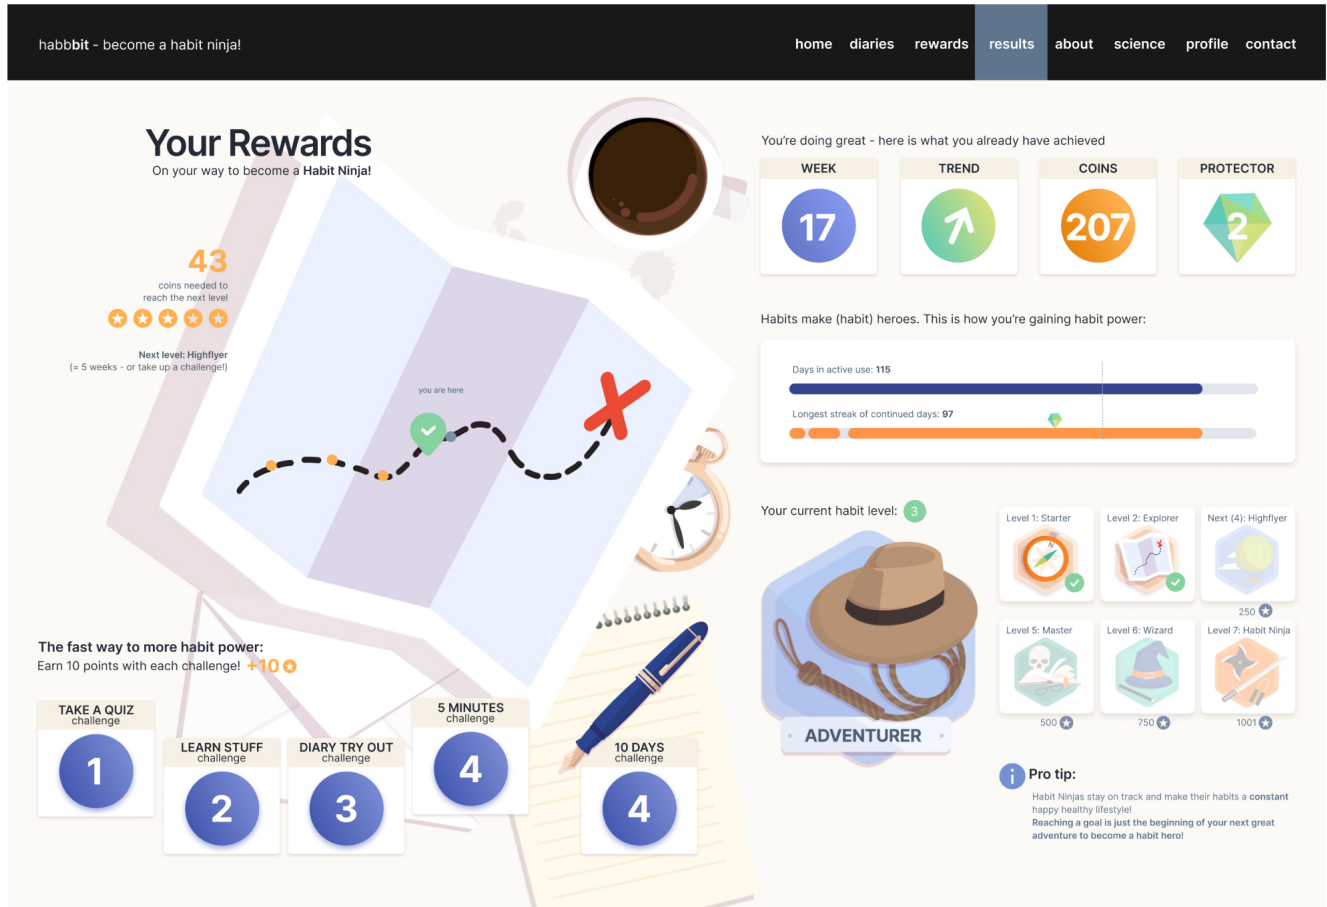 habbbit - become a habit ninja!
home diaries rewards results about science profile contact
Your Rewards
On your way to become a Habit Ninja!
43
coins needed to
reach the next level
Next level: Highflyer
(= 5 weeks - or take up a challenge!)
you are here
The fast way to more habit power:
Earn 10 points with each challenge! +10
TAKE A QUIZ
challenge
1
LEARN STUFF
challenge
2
DIARY TRY OUT
challenge
3
5 MINUTES
challenge
4
10 DAYS
challenge
4
You're doing great - here is what you already have achieved
WEEK
17
TREND
COINS
207
PROTECTOR
2
Habits make (habit) heroes. This is how you're gaining habit power:
Days in active use: 115
Longest streak of continued days: 97
Your current habit level: 3
ADVENTURER
Level 1: Starter
Level 2: Explorer
Next (4): Highflyer
250
Level 5: Master
500
Level 6: Wizard
750
Level 7: Habit Ninja
1001
i Pro tip:
Habit Ninjas stay on track and make their habits a constant
happy healthy lifestyle!
Reaching a goal is just the beginning of your next great
adventure to become a habit hero!